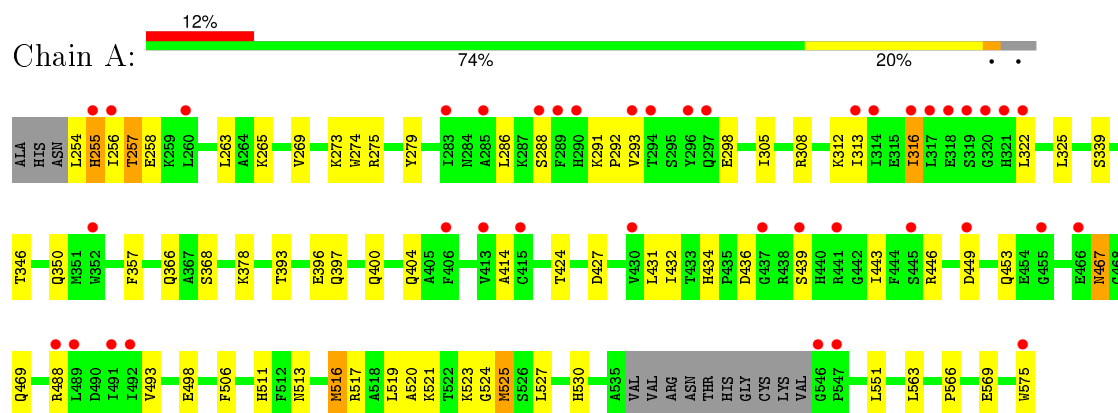 12%
Chain A:
74% 20% • •
ALA HIS ASN L254 H255 I256 T257 E258 K259 L260 L263 A264 K265 V269 K273 W274 R275 Y279 I283 N284 A285 L286 K287 S288 F289 H290 K291 P292 V293 T294 S295 Y296 Q297 E298 I305 R308 K312 I313 I314 E315 I316 L317 E318 S319 G320 H321 L322 L325 S339
T346 Q350 M351 W352 F357 Q366 A367 S368 K378 T393 E396 Q397 Q400 Q404 A405 F406 V413 A414 C415 T424 D427 V430 L431 I432 T433 H434 P435 D436 G437 R438 S439 H440 R441 G442 I443 F444 S445 R446 D449 Q453 E454 G455 E466 N467 G468
Q469 R488 L489 D490 I491 I492 V493 E498 F506 H511 F512 N513 M516 R517 A518 L519 A520 K521 T522 K523 G524 M525 S526 L527 H530 A535 VAL VAL ARG ASN THR HIS GLY CYS LYS VAL G546 P547 L551 L563 P566 E569 W575